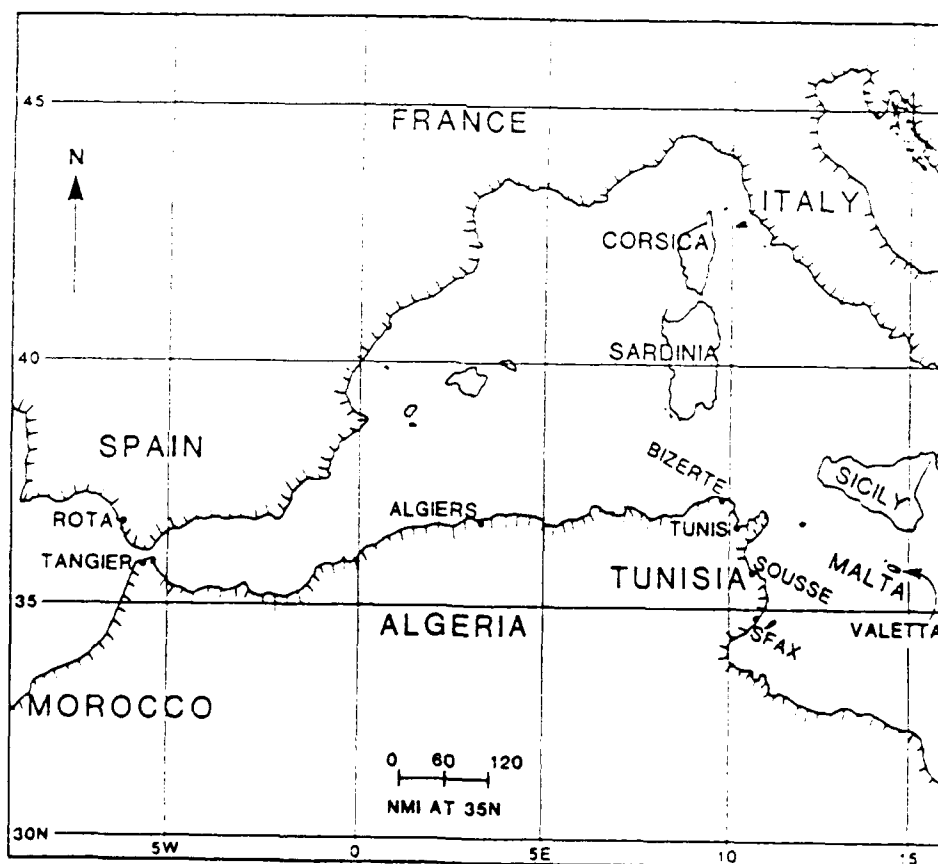 45
FRANCE
N
ITALY
CORSICA
40
SARDINIA
SPAIN
BIZERTE
SICILY
ROTA
ALGIERS
TUNIS
TANGIER
TUNISIA
SOUSSE
MALTA
35
ALGERIA
SFAX
VALETTA
MOROCCO
0 60 120
NMI AT 35N
30N
5W 0 5E 10 15